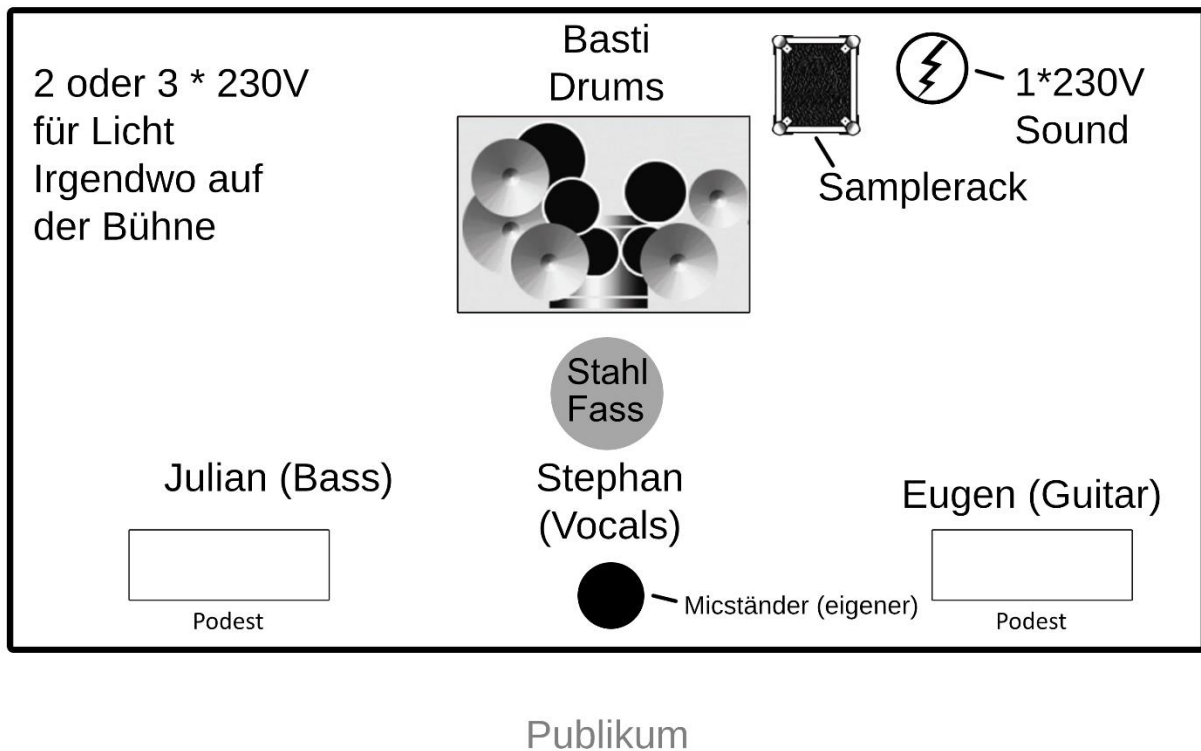 2 oder 3 * 230V
für Licht
Irgendwo auf
der Bühne
Basti
Drums
1*230V
Sound
Samplerack
Stahl
Fass
Julian (Bass)
Stephan
(Vocals)
Eugen (Guitar)
Podest
Micständer (eigener)
Podest
Publikum